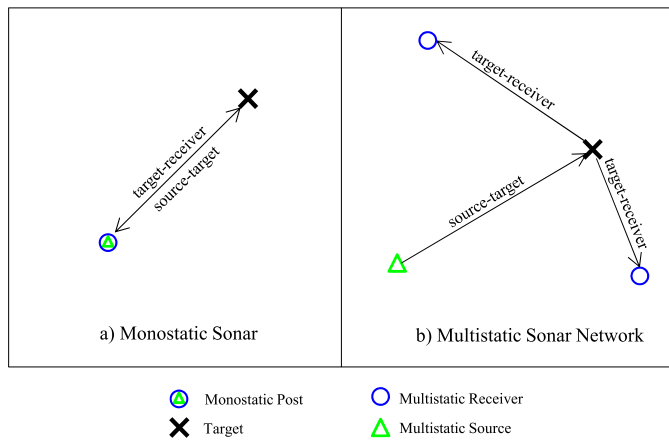 target-receiver
source-target
a) Monostatic Sonar
target-receiver
source-target
target-receiver
b) Multistatic Sonar Network
Monostatic Post
Multistatic Receiver
Target
Multistatic Source